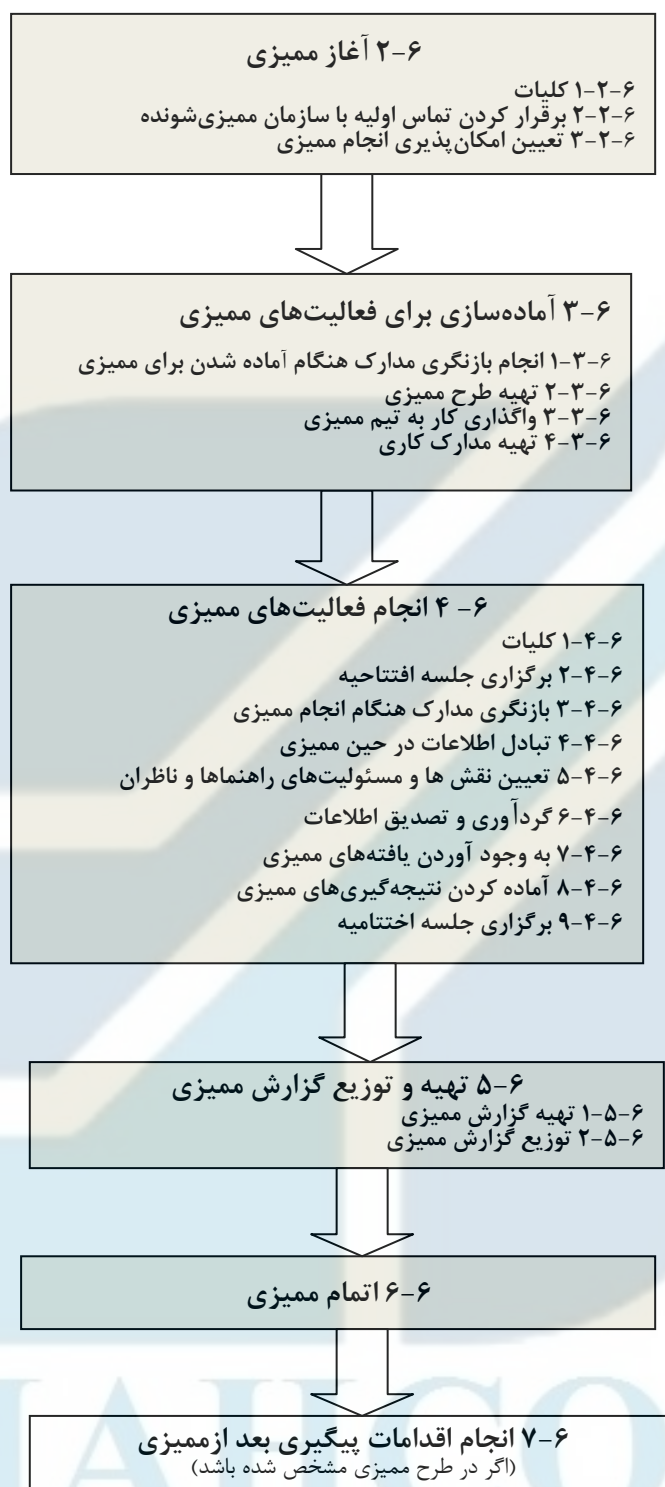 ۶-۲ آغاز ممیزی
۶-۲-۱ کلیات
۶-۲-۲ برقرار کردن تماس اولیه با سازمان ممیزی‌شونده
۶-۲-۳ تعیین امکان‌پذیری انجام ممیزی
۶-۳ آماده‌سازی برای فعالیت‌های ممیزی
۶-۳-۱ انجام بازنگری مدارک هنگام آماده شدن برای ممیزی
۶-۳-۲ تهیه طرح ممیزی
۶-۳-۳ واگذاری کار به تیم ممیزی
۶-۳-۴ تهیه مدارک کاری
۶- ۴ انجام فعالیت‌های ممیزی
۶-۴-۱ کلیات
۶-۴-۲ برگزاری جلسه افتتاحیه
۶-۴-۳ بازنگری مدارک هنگام انجام ممیزی
۶-۴-۴ تبادل اطلاعات در حین ممیزی
۶-۴-۵ تعیین نقش ها و مسئولیت‌های راهنماها و ناظران
۶-۴-۶ گردآوری و تصدیق اطلاعات
۶-۴-۷ به وجود آوردن یافته‌های ممیزی
۶-۴-۸ آماده کردن نتیجه‌گیری‌های ممیزی
۶-۴-۹ برگزاری جلسه اختتامیه
۶-۵ تهیه و توزیع گزارش ممیزی
۶-۵-۱ تهیه گزارش ممیزی
۶-۵-۲ توزیع گزارش ممیزی
۶-۶ اتمام ممیزی
۶-۷ انجام اقدامات پیگیری بعد ازممیزی
(اگر در طرح ممیزی مشخص شده باشد)